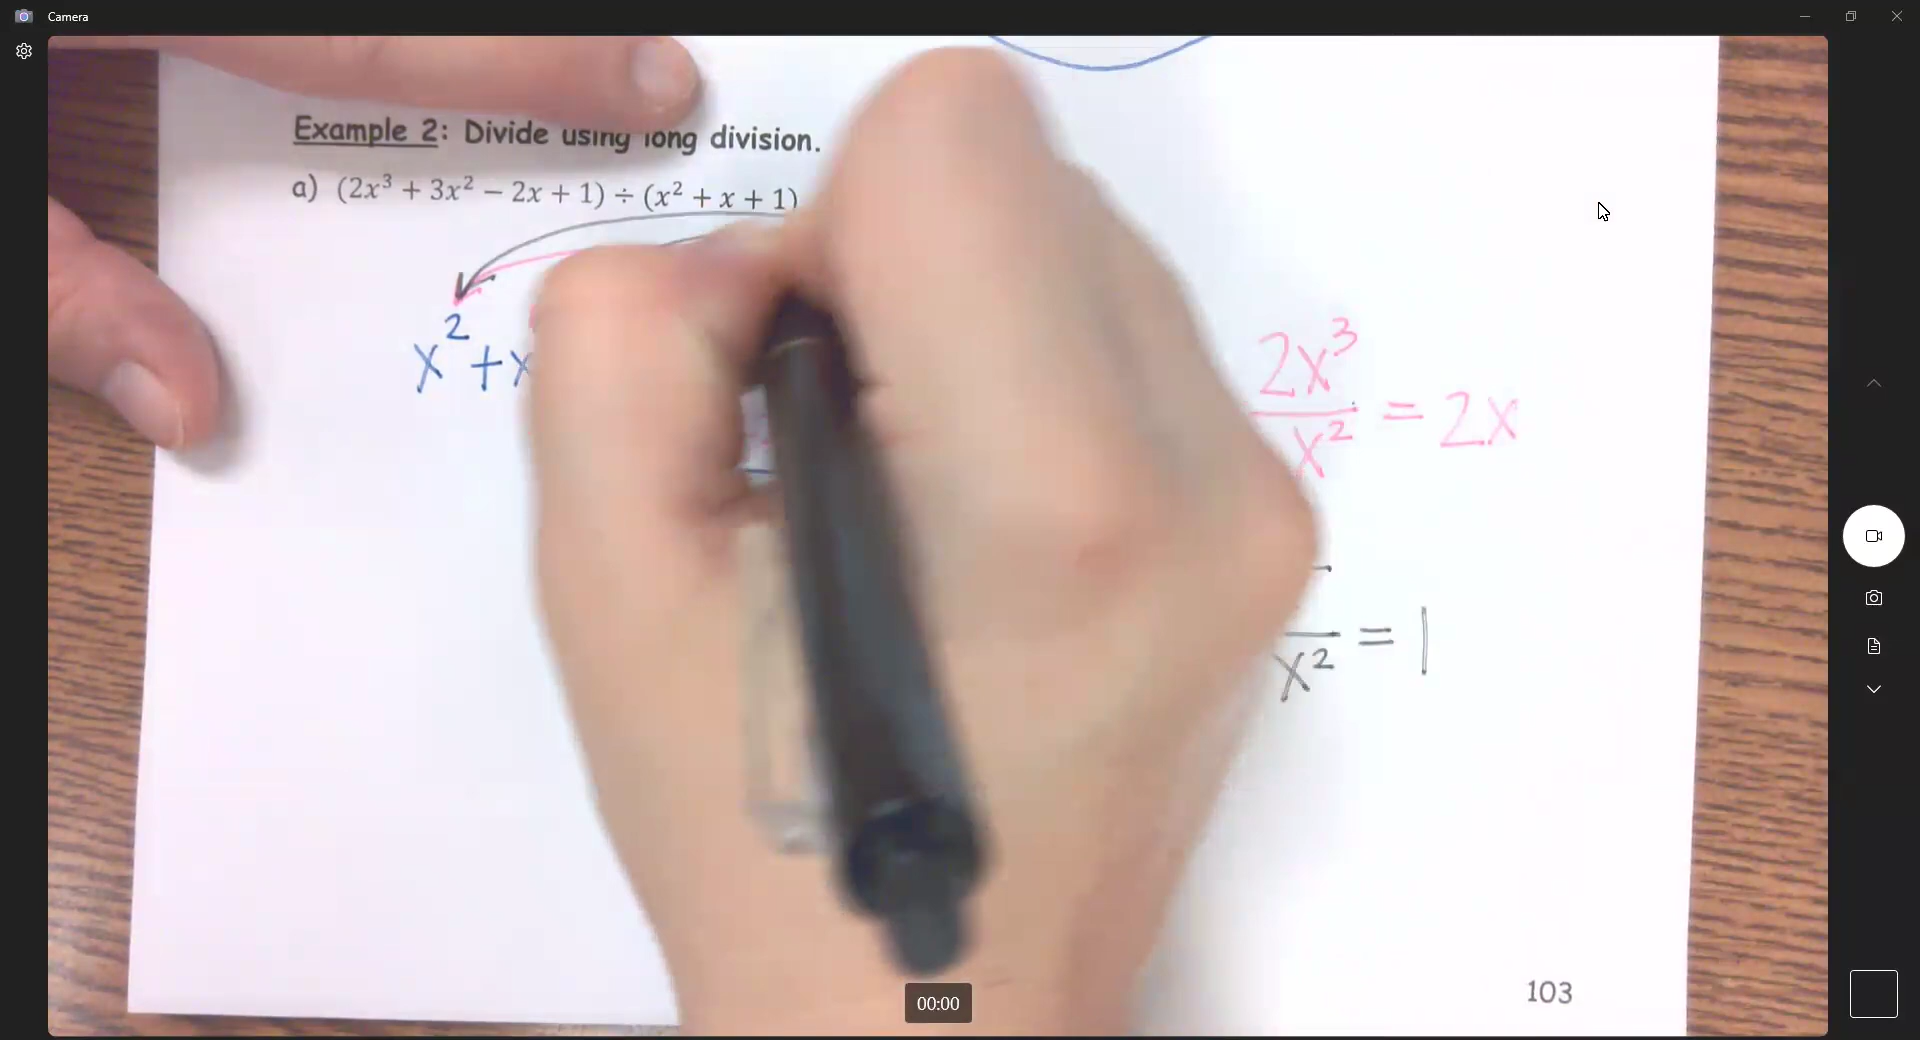 Camera
Example 2: Divide using long division.
a) (2x³ + 3x² − 2x + 1) ÷ (x² + x + 1)
x² + x
2x³
x² = 2x
x² = 1
103
00:00